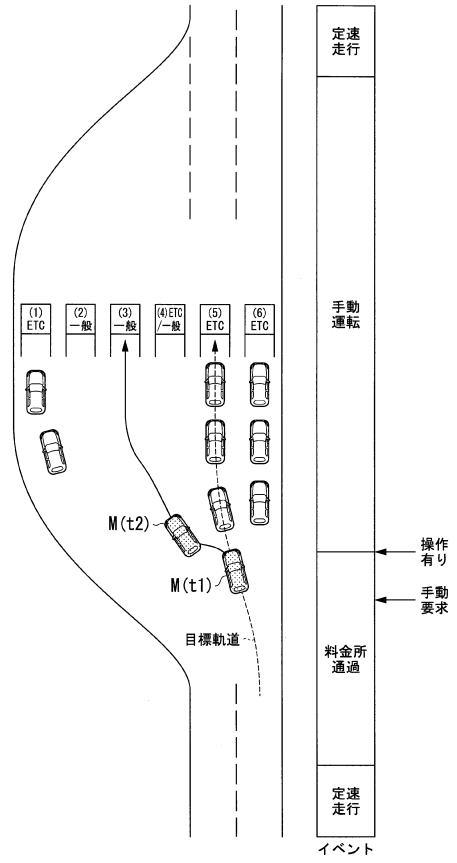 定速
走行
手動
運転
(1)
ETC
(2)
一般
(3)
一般
(4)ETC
/一般
(5)
ETC
(6)
ETC
M(t2)
M(t1)
目標軌道
操作
有り
手動
要求
料金所
通過
定速
走行
イベント